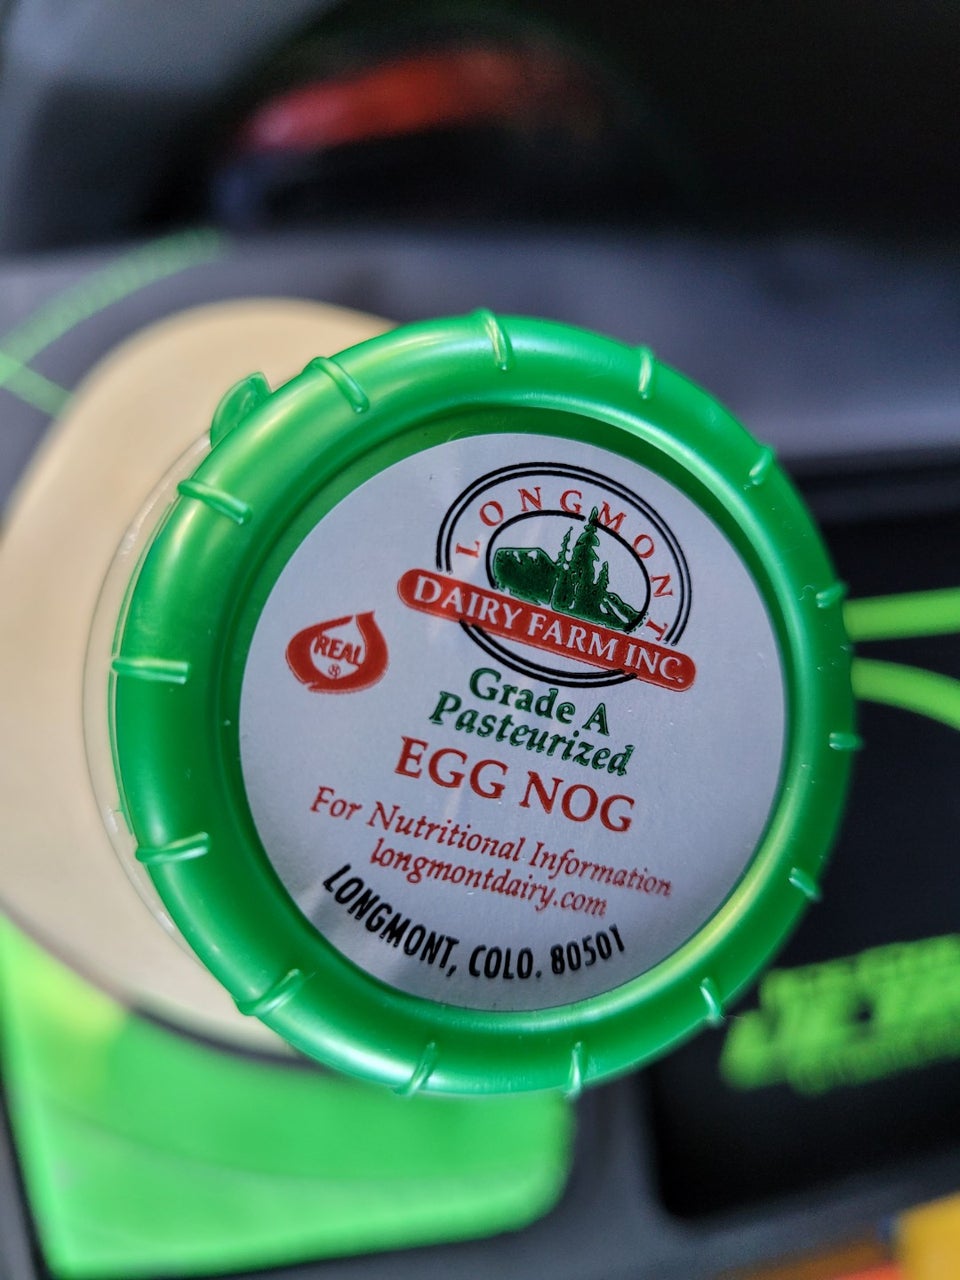 LONGMONT
DAIRY FARM INC.
REAL
®
Grade A
Pasteurized
EGG NOG
For Nutritional Information
longmontdairy.com
LONGMONT, COLO. 80501